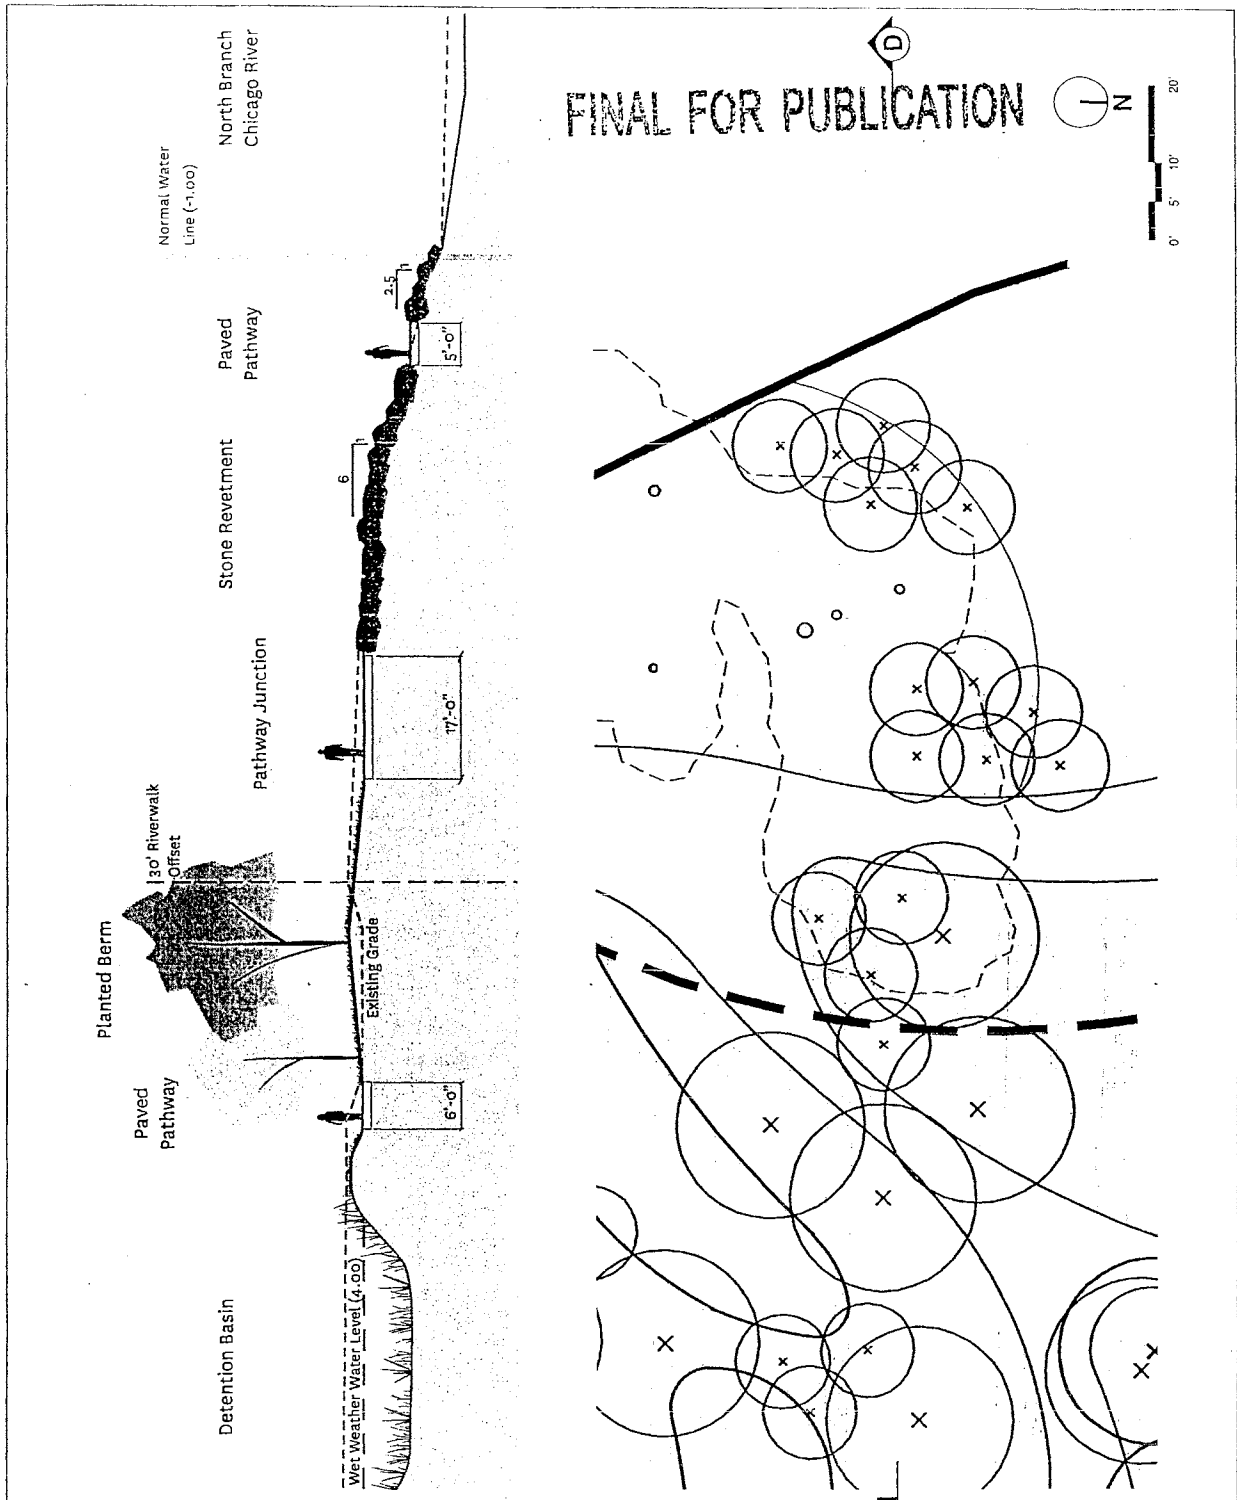 Detention Basin
Paved
Pathway
Planted Berm
30' Riverwalk
Offset
Pathway Junction
Stone Revetment
Paved
Pathway
Normal Water
Line (-1.00)
North Branch
Chicago River
Wet Weather Water Level (4.00)
6'-0"
Existing Grade
17'-0"
6
1
5'-0"
2.5
1
FINAL FOR PUBLICATION
D
N
0' 5' 10' 20'